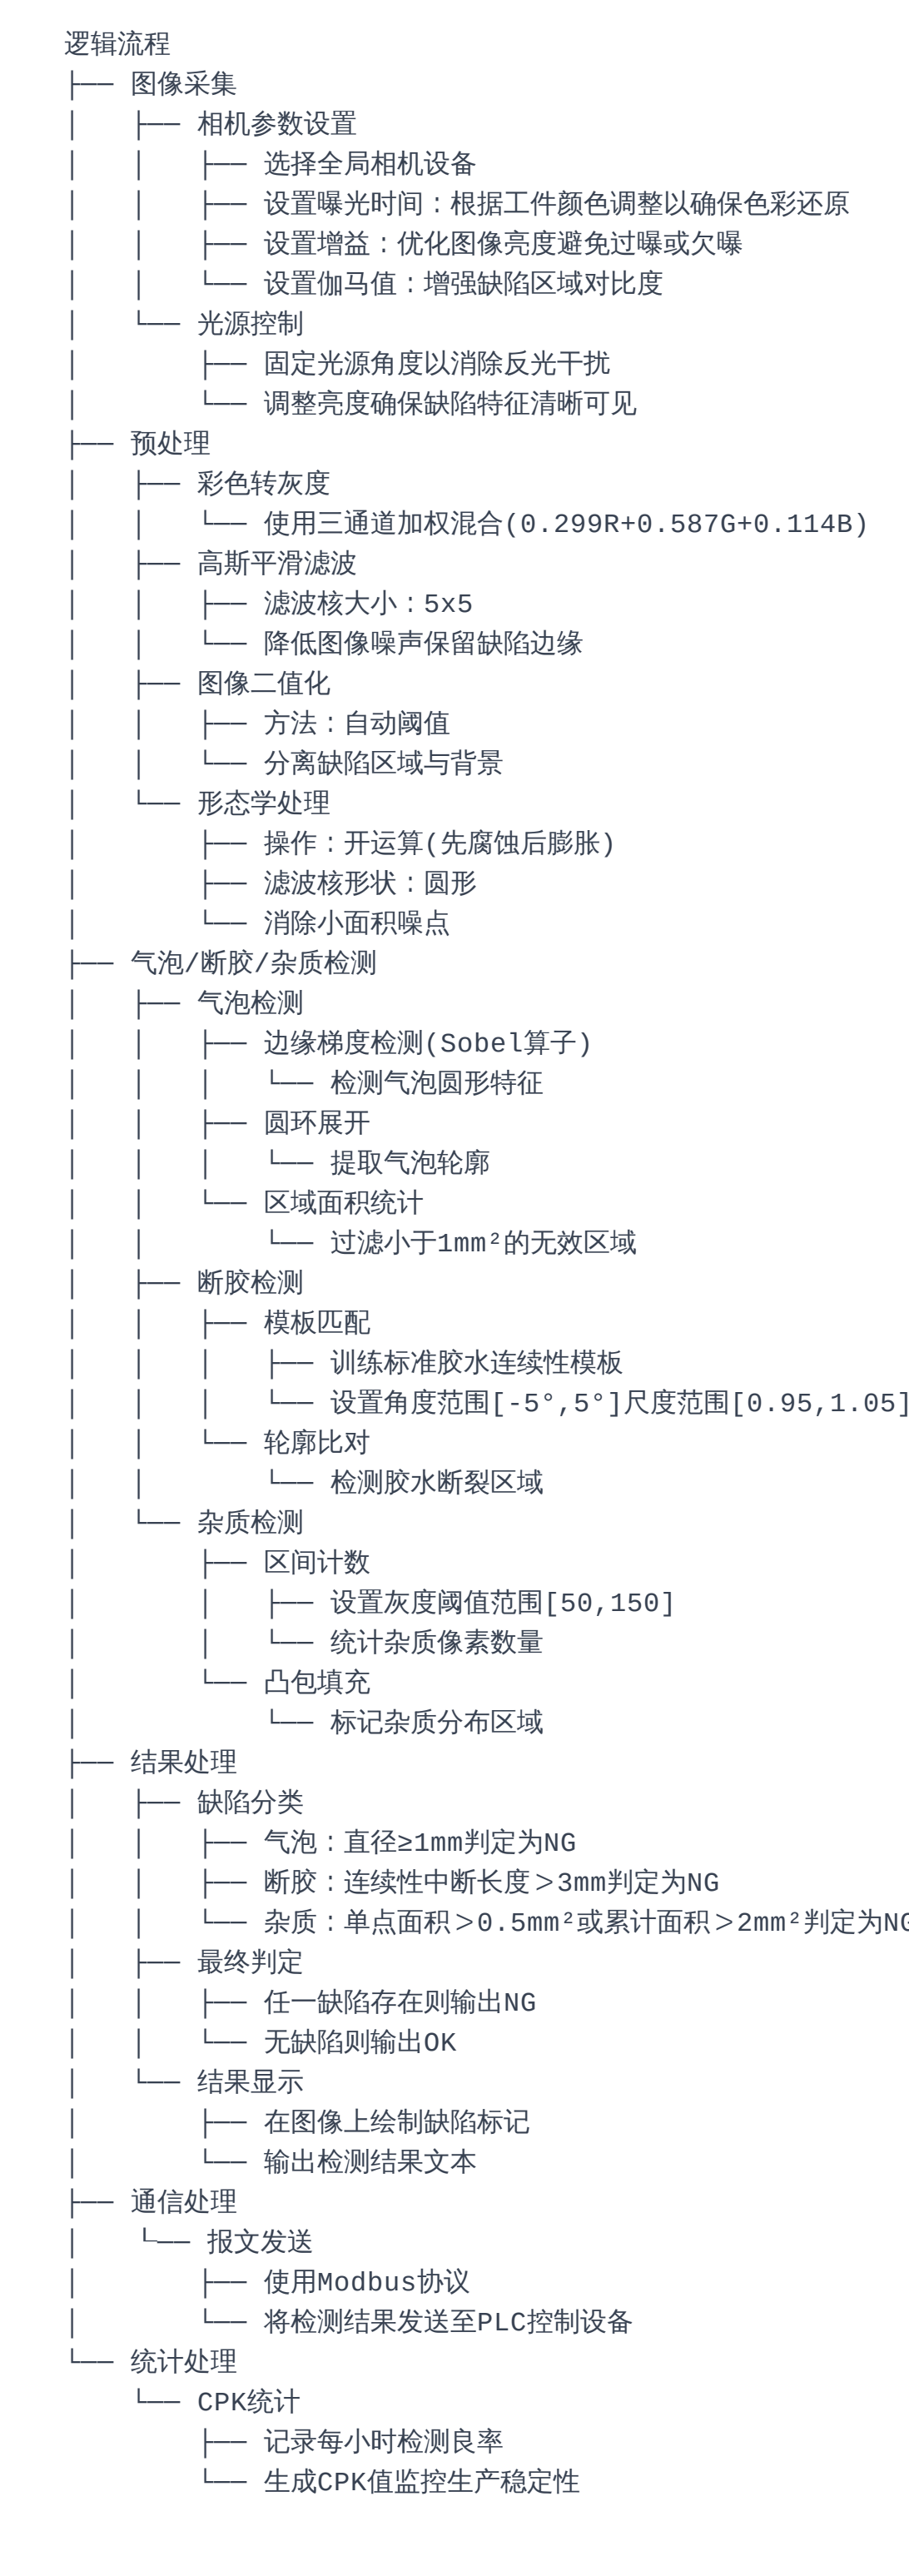 逻辑流程
├── 图像采集
│   ├── 相机参数设置
│   │   ├── 选择全局相机设备
│   │   ├── 设置曝光时间：根据工件颜色调整以确保色彩还原
│   │   ├── 设置增益：优化图像亮度避免过曝或欠曝
│   │   └── 设置伽马值：增强缺陷区域对比度
│   └── 光源控制
│       ├── 固定光源角度以消除反光干扰
│       └── 调整亮度确保缺陷特征清晰可见
├── 预处理
│   ├── 彩色转灰度
│   │   └── 使用三通道加权混合(0.299R+0.587G+0.114B)
│   ├── 高斯平滑滤波
│   │   ├── 滤波核大小：5x5
│   │   └── 降低图像噪声保留缺陷边缘
│   ├── 图像二值化
│   │   ├── 方法：自动阈值
│   │   └── 分离缺陷区域与背景
│   └── 形态学处理
│       ├── 操作：开运算(先腐蚀后膨胀)
│       ├── 滤波核形状：圆形
│       └── 消除小面积噪点
├── 气泡/断胶/杂质检测
│   ├── 气泡检测
│   │   ├── 边缘梯度检测(Sobel算子)
│   │   │   └── 检测气泡圆形特征
│   │   ├── 圆环展开
│   │   │   └── 提取气泡轮廓
│   │   └── 区域面积统计
│   │       └── 过滤小于1mm²的无效区域
│   ├── 断胶检测
│   │   ├── 模板匹配
│   │   │   ├── 训练标准胶水连续性模板
│   │   │   └── 设置角度范围[-5°,5°]尺度范围[0.95,1.05]
│   │   └── 轮廓比对
│   │       └── 检测胶水断裂区域
│   └── 杂质检测
│       ├── 区间计数
│       │   ├── 设置灰度阈值范围[50,150]
│       │   └── 统计杂质像素数量
│       └── 凸包填充
│           └── 标记杂质分布区域
├── 结果处理
│   ├── 缺陷分类
│   │   ├── 气泡：直径≥1mm判定为NG
│   │   ├── 断胶：连续性中断长度＞3mm判定为NG
│   │   └── 杂质：单点面积＞0.5mm²或累计面积＞2mm²判定为NG
│   ├── 最终判定
│   │   ├── 任一缺陷存在则输出NG
│   │   └── 无缺陷则输出OK
│   └── 结果显示
│       ├── 在图像上绘制缺陷标记
│       └── 输出检测结果文本
├── 通信处理
│   └── 报文发送
│       ├── 使用Modbus协议
│       └── 将检测结果发送至PLC控制设备
└── 统计处理
    └── CPK统计
        ├── 记录每小时检测良率
        └── 生成CPK值监控生产稳定性